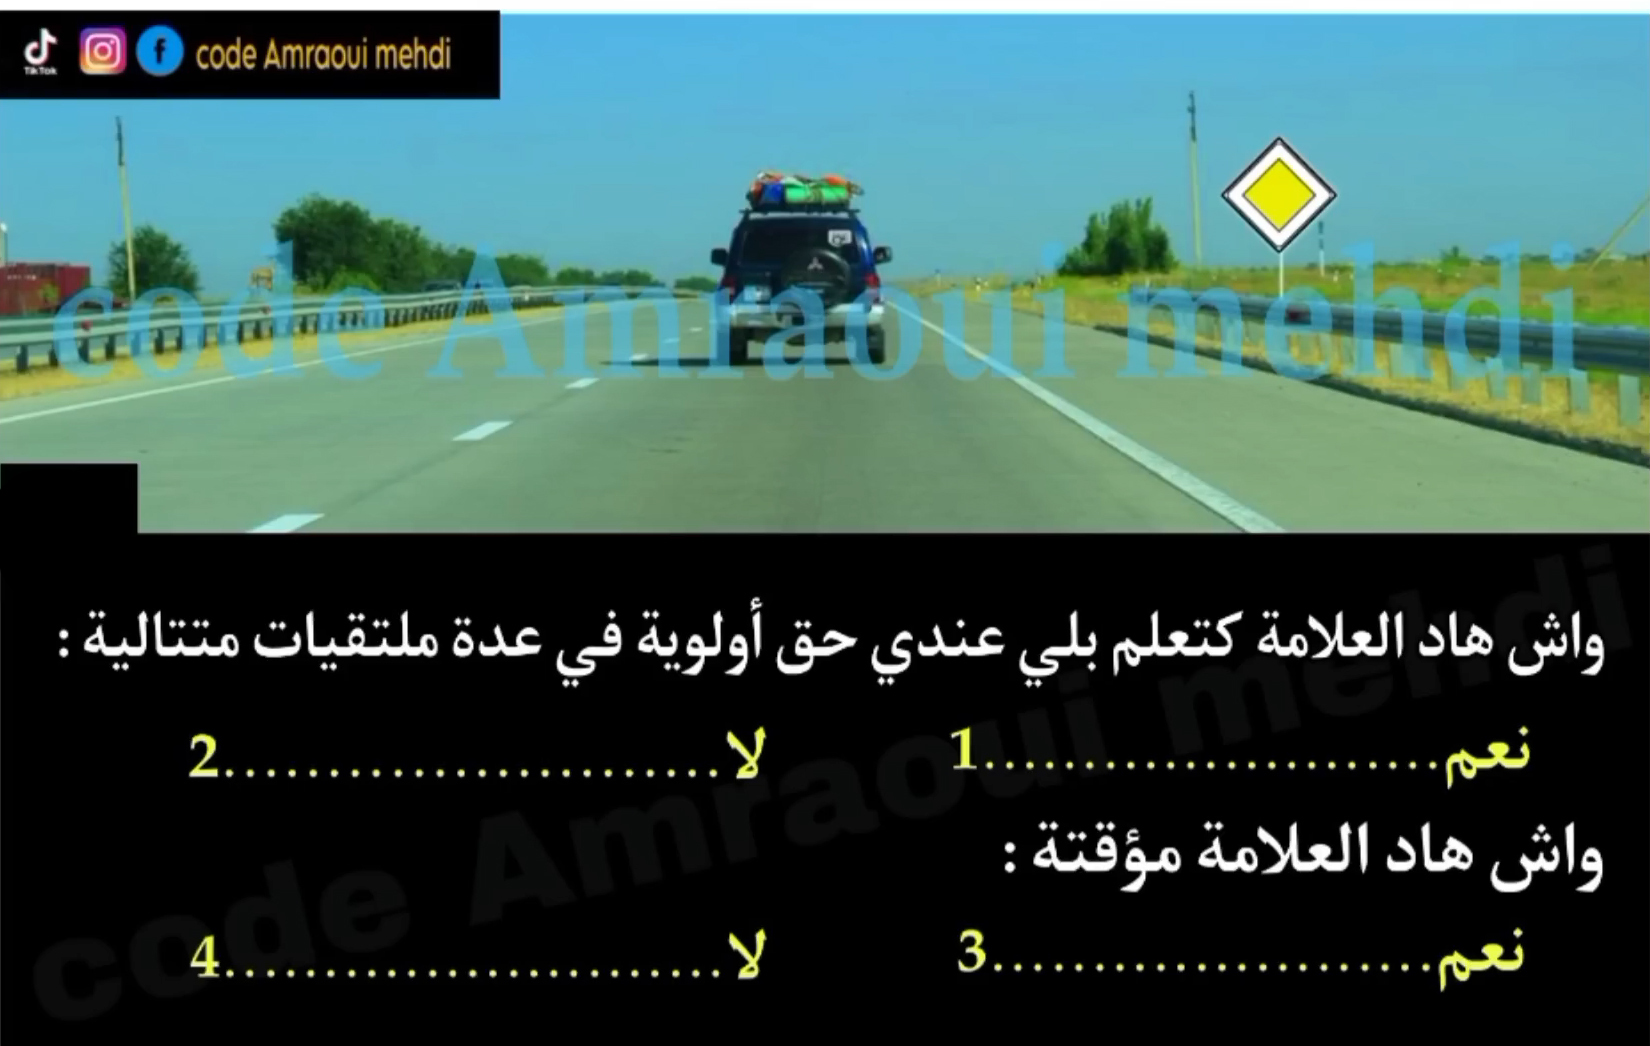 TikTok
code Amraoui mehdi
code Amraoui mehdi
واش هاد العلامة كتعلم بلي عندي حق أولوية في عدة ملتقيات متتالية :
نعم.......................1 لا.........................2
واش هاد العلامة مؤقتة :
نعم......................3 لا.........................4
code Amraoui mehdi